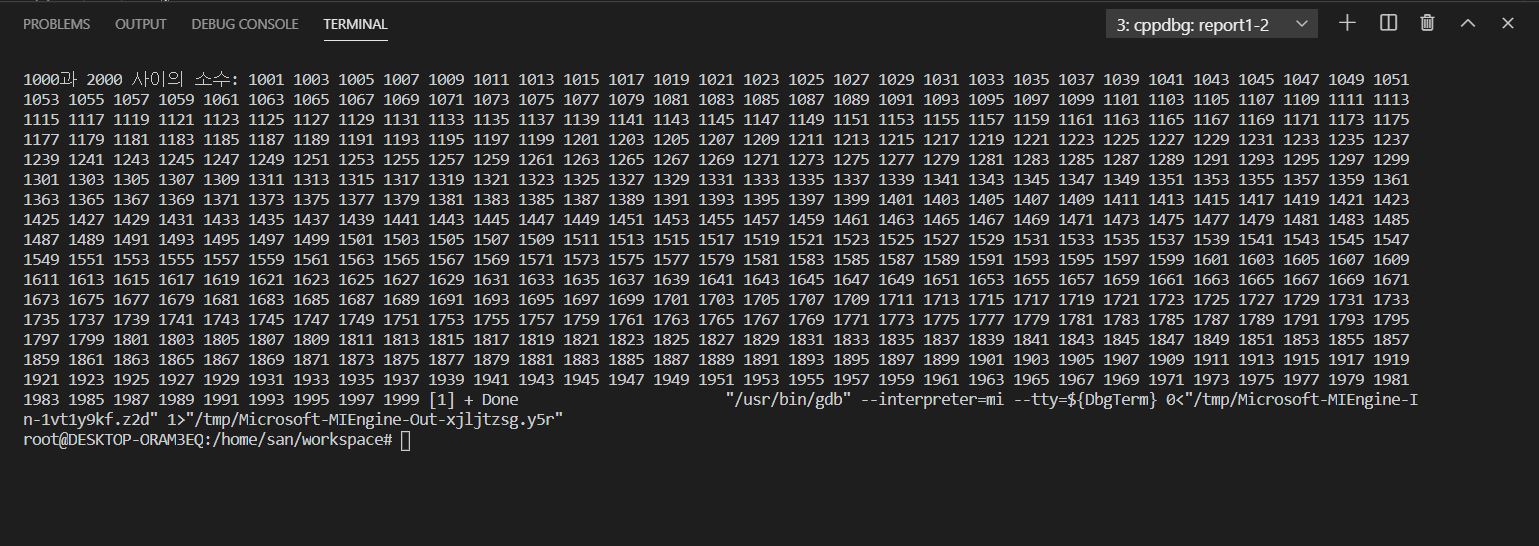 PROBLEMS OUTPUT DEBUG CONSOLE TERMINAL 3: cppdbg: report1-2
1000과 2000 사이의 소수: 1001 1003 1005 1007 1009 1011 1013 1015 1017 1019 1021 1023 1025 1027 1029 1031 1033 1035 1037 1039 1041 1043 1045 1047 1049 1051
1053 1055 1057 1059 1061 1063 1065 1067 1069 1071 1073 1075 1077 1079 1081 1083 1085 1087 1089 1091 1093 1095 1097 1099 1101 1103 1105 1107 1109 1111 1113
1115 1117 1119 1121 1123 1125 1127 1129 1131 1133 1135 1137 1139 1141 1143 1145 1147 1149 1151 1153 1155 1157 1159 1161 1163 1165 1167 1169 1171 1173 1175
1177 1179 1181 1183 1185 1187 1189 1191 1193 1195 1197 1199 1201 1203 1205 1207 1209 1211 1213 1215 1217 1219 1221 1223 1225 1227 1229 1231 1233 1235 1237
1239 1241 1243 1245 1247 1249 1251 1253 1255 1257 1259 1261 1263 1265 1267 1269 1271 1273 1275 1277 1279 1281 1283 1285 1287 1289 1291 1293 1295 1297 1299
1301 1303 1305 1307 1309 1311 1313 1315 1317 1319 1321 1323 1325 1327 1329 1331 1333 1335 1337 1339 1341 1343 1345 1347 1349 1351 1353 1355 1357 1359 1361
1363 1365 1367 1369 1371 1373 1375 1377 1379 1381 1383 1385 1387 1389 1391 1393 1395 1397 1399 1401 1403 1405 1407 1409 1411 1413 1415 1417 1419 1421 1423
1425 1427 1429 1431 1433 1435 1437 1439 1441 1443 1445 1447 1449 1451 1453 1455 1457 1459 1461 1463 1465 1467 1469 1471 1473 1475 1477 1479 1481 1483 1485
1487 1489 1491 1493 1495 1497 1499 1501 1503 1505 1507 1509 1511 1513 1515 1517 1519 1521 1523 1525 1527 1529 1531 1533 1535 1537 1539 1541 1543 1545 1547
1549 1551 1553 1555 1557 1559 1561 1563 1565 1567 1569 1571 1573 1575 1577 1579 1581 1583 1585 1587 1589 1591 1593 1595 1597 1599 1601 1603 1605 1607 1609
1611 1613 1615 1617 1619 1621 1623 1625 1627 1629 1631 1633 1635 1637 1639 1641 1643 1645 1647 1649 1651 1653 1655 1657 1659 1661 1663 1665 1667 1669 1671
1673 1675 1677 1679 1681 1683 1685 1687 1689 1691 1693 1695 1697 1699 1701 1703 1705 1707 1709 1711 1713 1715 1717 1719 1721 1723 1725 1727 1729 1731 1733
1735 1737 1739 1741 1743 1745 1747 1749 1751 1753 1755 1757 1759 1761 1763 1765 1767 1769 1771 1773 1775 1777 1779 1781 1783 1785 1787 1789 1791 1793 1795
1797 1799 1801 1803 1805 1807 1809 1811 1813 1815 1817 1819 1821 1823 1825 1827 1829 1831 1833 1835 1837 1839 1841 1843 1845 1847 1849 1851 1853 1855 1857
1859 1861 1863 1865 1867 1869 1871 1873 1875 1877 1879 1881 1883 1885 1887 1889 1891 1893 1895 1897 1899 1901 1903 1905 1907 1909 1911 1913 1915 1917 1919
1921 1923 1925 1927 1929 1931 1933 1935 1937 1939 1941 1943 1945 1947 1949 1951 1953 1955 1957 1959 1961 1963 1965 1967 1969 1971 1973 1975 1977 1979 1981
1983 1985 1987 1989 1991 1993 1995 1997 1999 [1] + Done "/usr/bin/gdb" --interpreter=mi --tty=${DbgTerm} 0<"/tmp/Microsoft-MIEngine-I
n-1vt1y9kf.z2d" 1>"/tmp/Microsoft-MIEngine-Out-xjljtzsg.y5r"
root@DESKTOP-ORAM3EQ:/home/san/workspace#